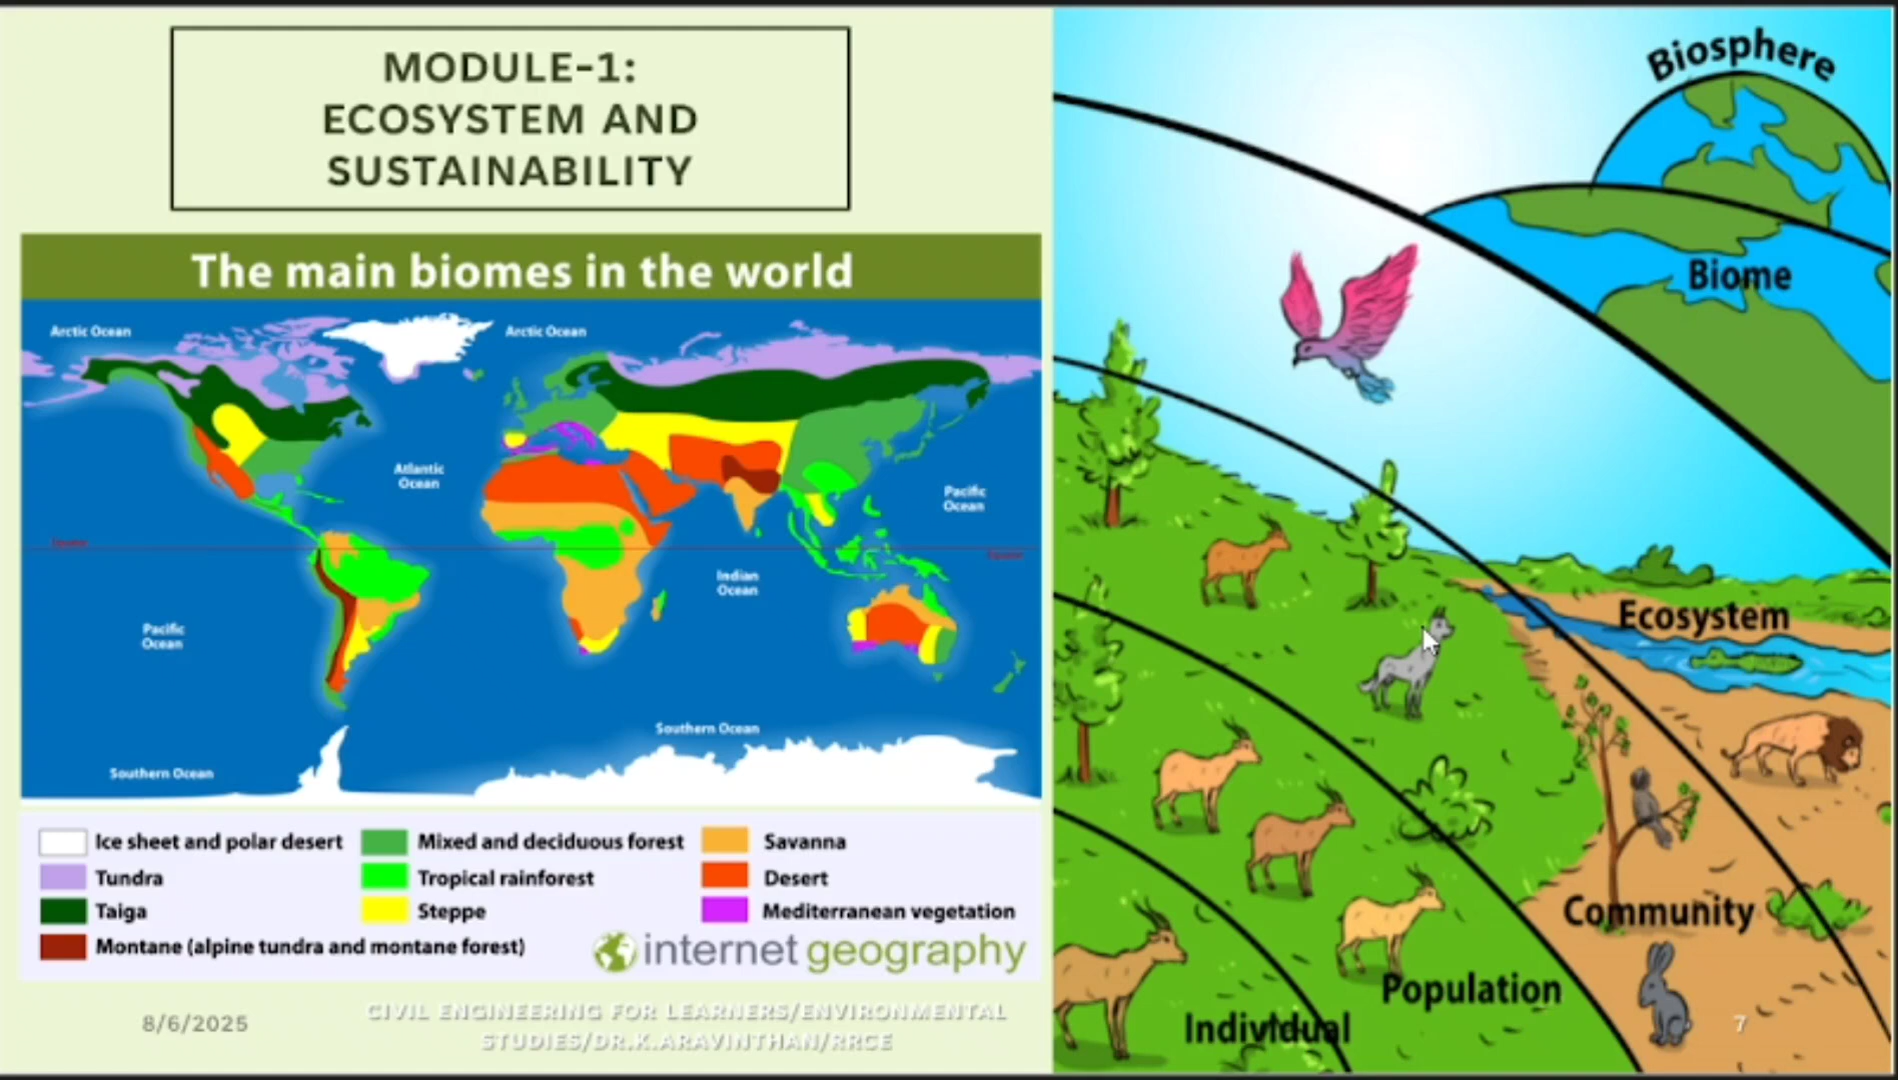 MODULE-1:
ECOSYSTEM AND
SUSTAINABILITY
The main biomes in the world
Arctic Ocean
Arctic Ocean
Atlantic
Ocean
Pacific
Ocean
Indian
Ocean
Pacific
Ocean
Southern Ocean
Southern Ocean
Ice sheet and polar desert
Tundra
Taiga
Montane (alpine tundra and montane forest)
Mixed and deciduous forest
Tropical rainforest
Steppe
Savanna
Desert
Mediterranean vegetation
internet geography
8/6/2025
CIVIL ENGINEERING FOR LEARNERS/ENVIRONMENTAL
STUDIES/DR.K.ARAVINTHAN/RRCE
Biosphere
Biome
Ecosystem
Community
Population
Individual
7